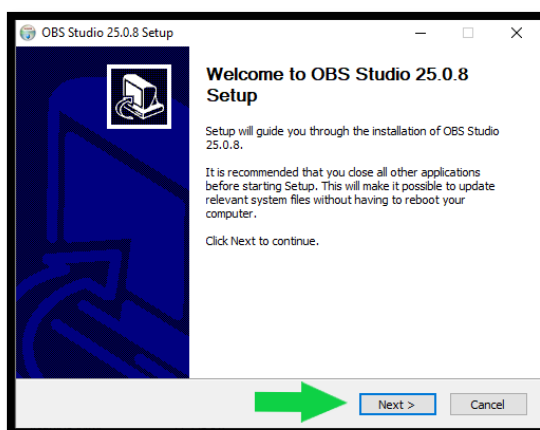 OBS Studio 25.0.8 Setup
Welcome to OBS Studio 25.0.8
Setup
Setup will guide you through the installation of OBS Studio
25.0.8.
It is recommended that you close all other applications
before starting Setup. This will make it possible to update
relevant system files without having to reboot your
computer.
Click Next to continue.
Next >
Cancel